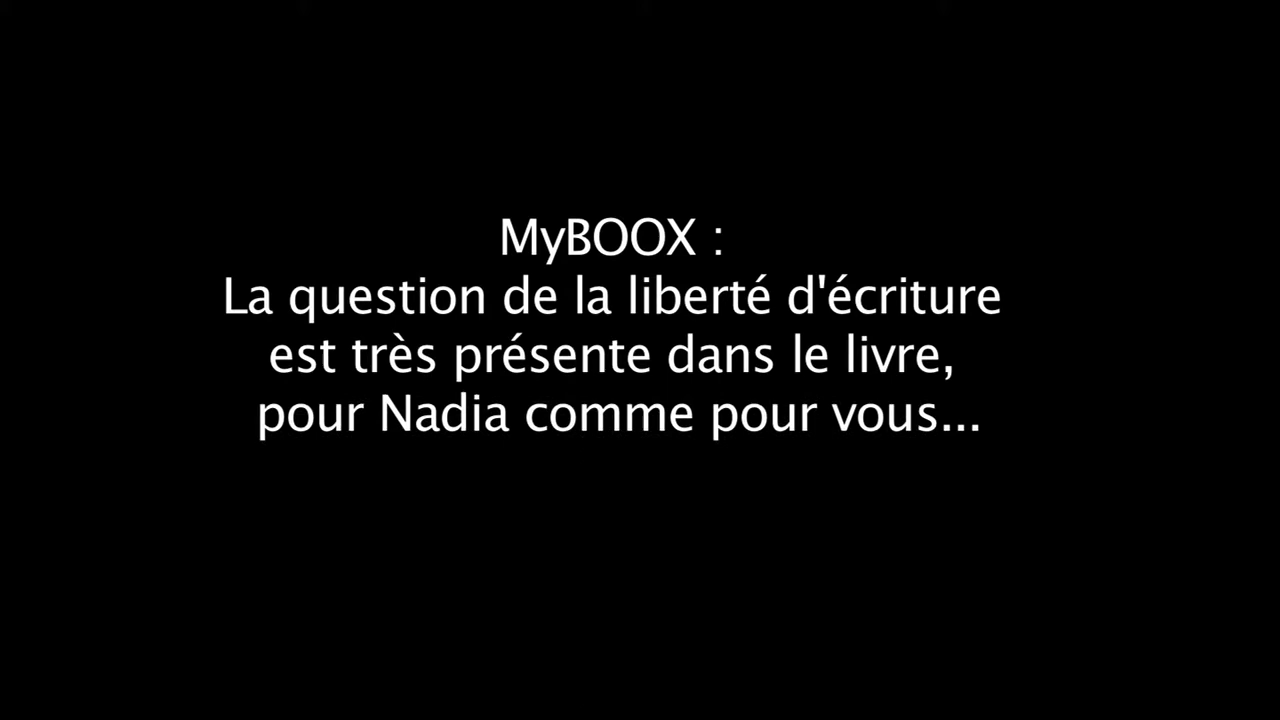 MyBOOX :
La question de la liberté d'écriture
est très présente dans le livre,
pour Nadia comme pour vous...